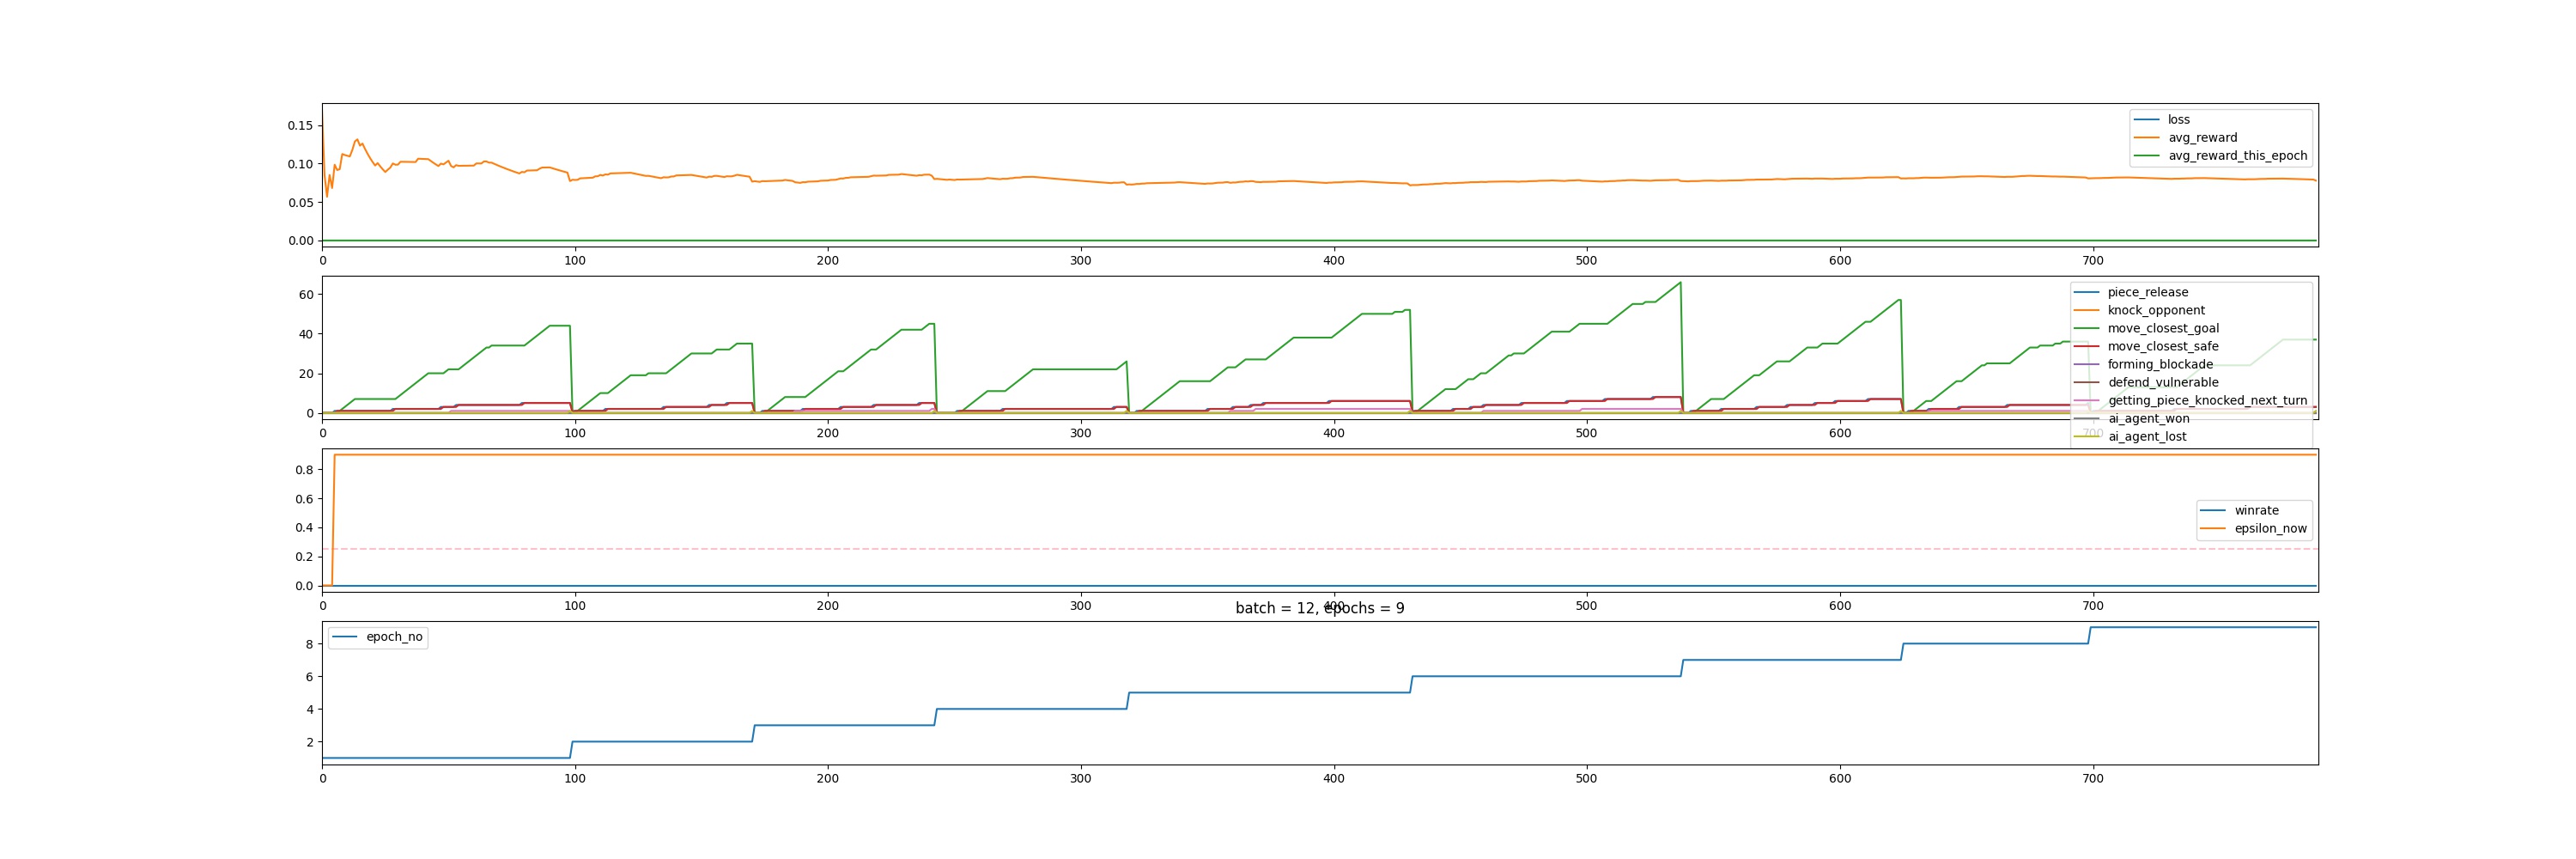 0.15
0.10
0.05
0.00
loss
avg_reward
avg_reward_this_epoch
0 100 200 300 400 500 600 700
60
40
20
0
piece_release
knock_opponent
move_closest_goal
move_closest_safe
forming_blockade
defend_vulnerable
getting_piece_knocked_next_turn
ai_agent_won
ai_agent_lost
0 100 200 300 400 500 600 700
0.8
0.6
0.4
0.2
0.0
winrate
epsilon_now
0 100 200 300 400 500 600 700
batch = 12, epochs = 9
8
6
4
2
epoch_no
0 100 200 300 400 500 600 700